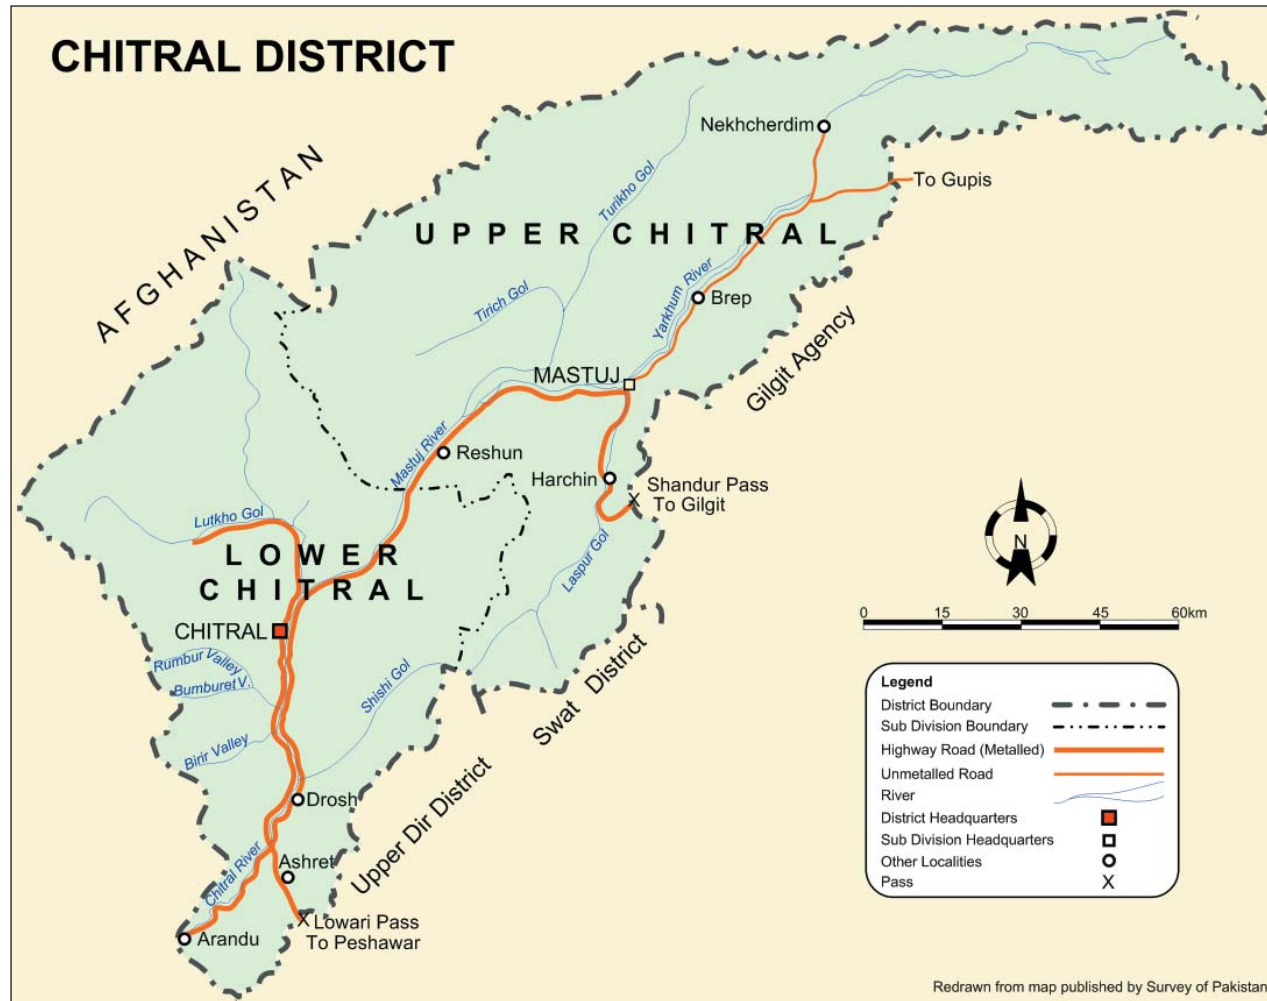 CHITRAL DISTRICT
Nekhcherdim
To Gupis
AFGHANISTAN
Turikho Gol
UPPER CHITRAL
Yarkhum River
Brep
Tirich Gol
Gilgit Agency
MASTUJ
Mastuj River
Reshun
Harchin
Shandur Pass
To Gilgit
Lutkho Gol
LOWER
CHITRAL
Laspur Gol
N
CHITRAL
0 15 30 45 60km
Rumbur Valley
Bumburet V.
Shishi Gol
Swat District
Birir Valley
Drosh
Upper Dir District
Chitral River
Ashret
X Lowari Pass
To Peshawar
Arandu
X
Legend
District Boundary
Sub Division Boundary
Highway Road (Metalled)
Unmetalled Road
River
District Headquarters
Sub Division Headquarters
Other Localities
Pass X
Redrawn from map published by Survey of Pakistan